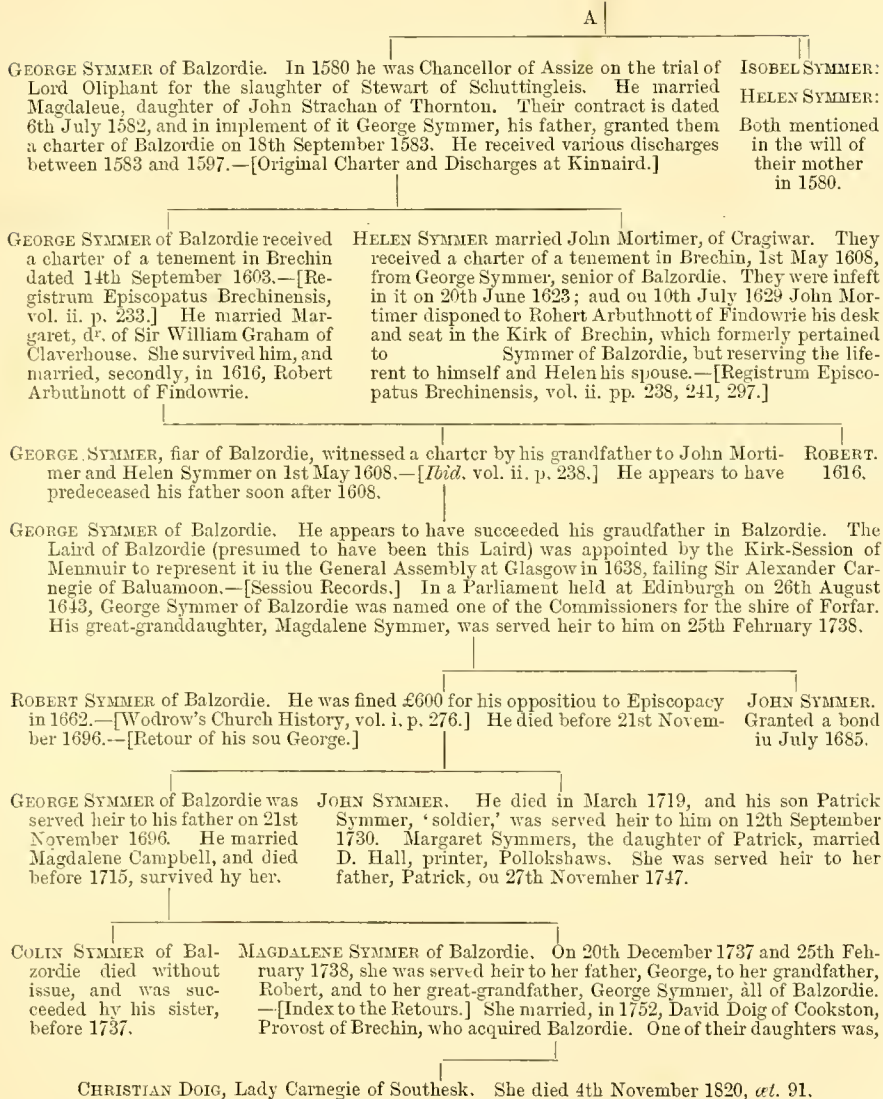 A
GEORGE SYMMER of Balzordie. In 1580 he was Chancellor of Assize on the trial of
Lord Oliphant for the slaughter of Stewart of Schuttingleis. He married
Magdaleue, daughter of John Strachan of Thornton. Their contract is dated
6th July 1582, and in implement of it George Symmer, his father, granted them
a charter of Balzordie on 18th September 1583. He received various discharges
between 1583 and 1597.—[Original Charter and Discharges at Kinnaird.]
ISOBEL SYMMER:
HELEN SYMMER:
Both mentioned
in the will of
their mother
in 1580.
GEORGE SYMMER of Balzordie received
a charter of a tenement in Brechin
dated 14th September 1603.—[Re-
gistrum Episcopatus Brechinensis,
vol. ii. p. 233.] He married Mar-
garet, dr. of Sir William Graham of
Claverhouse. She survived him, and
married, secondly, in 1616, Robert
Arbuthnott of Findowrie.
HELEN SYMMER married John Mortimer, of Cragiwar. They
received a charter of a tenement in Brechin, 1st May 1608,
from George Symmer, senior of Balzordie. They were infeft
in it on 20th June 1623; aud ou 10th July 1629 John Mor-
timer disponed to Rohert Arbuthnott of Findowrie his desk
and seat in the Kirk of Brechin, which formerly pertained
to Symmer of Balzordie, but reserving the life-
rent to himself and Helen his spouse.—[Registrum Episco-
patus Brechinensis, vol. ii. pp. 238, 241, 297.]
GEORGE SYMMER, fiar of Balzordie, witnessed a charter by his grandfather to John Morti-
mer and Helen Symmer on 1st May 1608.—[Ibid. vol. ii. p. 238.] He appears to have
predeceased his father soon after 1608.
ROBERT.
1616.
GEORGE SYMMER of Balzordie. He appears to have succeeded his graudfather in Balzordie. The
Laird of Balzordie (presumed to have been this Laird) was appointed by the Kirk-Session of
Menmuir to represent it iu the General Assembly at Glasgow in 1638, failing Sir Alexander Car-
negie of Baluamoon.—[Sessiou Records.] In a Parliament held at Edinburgh on 26th August
1643, George Symmer of Balzordie was named one of the Commissioners for the shire of Forfar.
His great-granddaughter, Magdalene Symmer, was served heir to him on 25th Fehruary 1738.
ROBERT SYMMER of Balzordie. He was fined £600 for his oppositiou to Episcopacy
in 1662.—[Wodrow's Church History, vol. i. p. 276.] He died before 21st Novem-
ber 1696.--[Retour of his sou George.]
JOHN SYMMER.
Granted a bond
iu July 1685.
GEORGE SYMMER of Balzordie was
served heir to his father on 21st
November 1696. He married
Magdalene Campbell, and died
before 1715, survived hy her.
JOHN SYMMER. He died in March 1719, and his son Patrick
Symmer, 'soldier,' was served heir to him on 12th September
1730. Margaret Symmers, the daughter of Patrick, married
D. Hall, printer, Pollokshaws. She was served heir to her
father, Patrick, ou 27th Novemher 1747.
COLIN SYMMER of Bal-
zordie died without
issue, and was suc-
ceeded hy his sister,
before 1737.
MAGDALENE SYMMER of Balzordie. On 20th December 1737 and 25th Feh-
ruary 1738, she was served heir to her father, George, to her grandfather,
Robert, and to her great-grandfather, George Symmer, all of Balzordie.
—[Index to the Retours.] She married, in 1752, David Doig of Cookston,
Provost of Brechin, who acquired Balzordie. One of their daughters was,
CHRISTIAN DOIG, Lady Carnegie of Southesk. She died 4th November 1820, æt. 91.